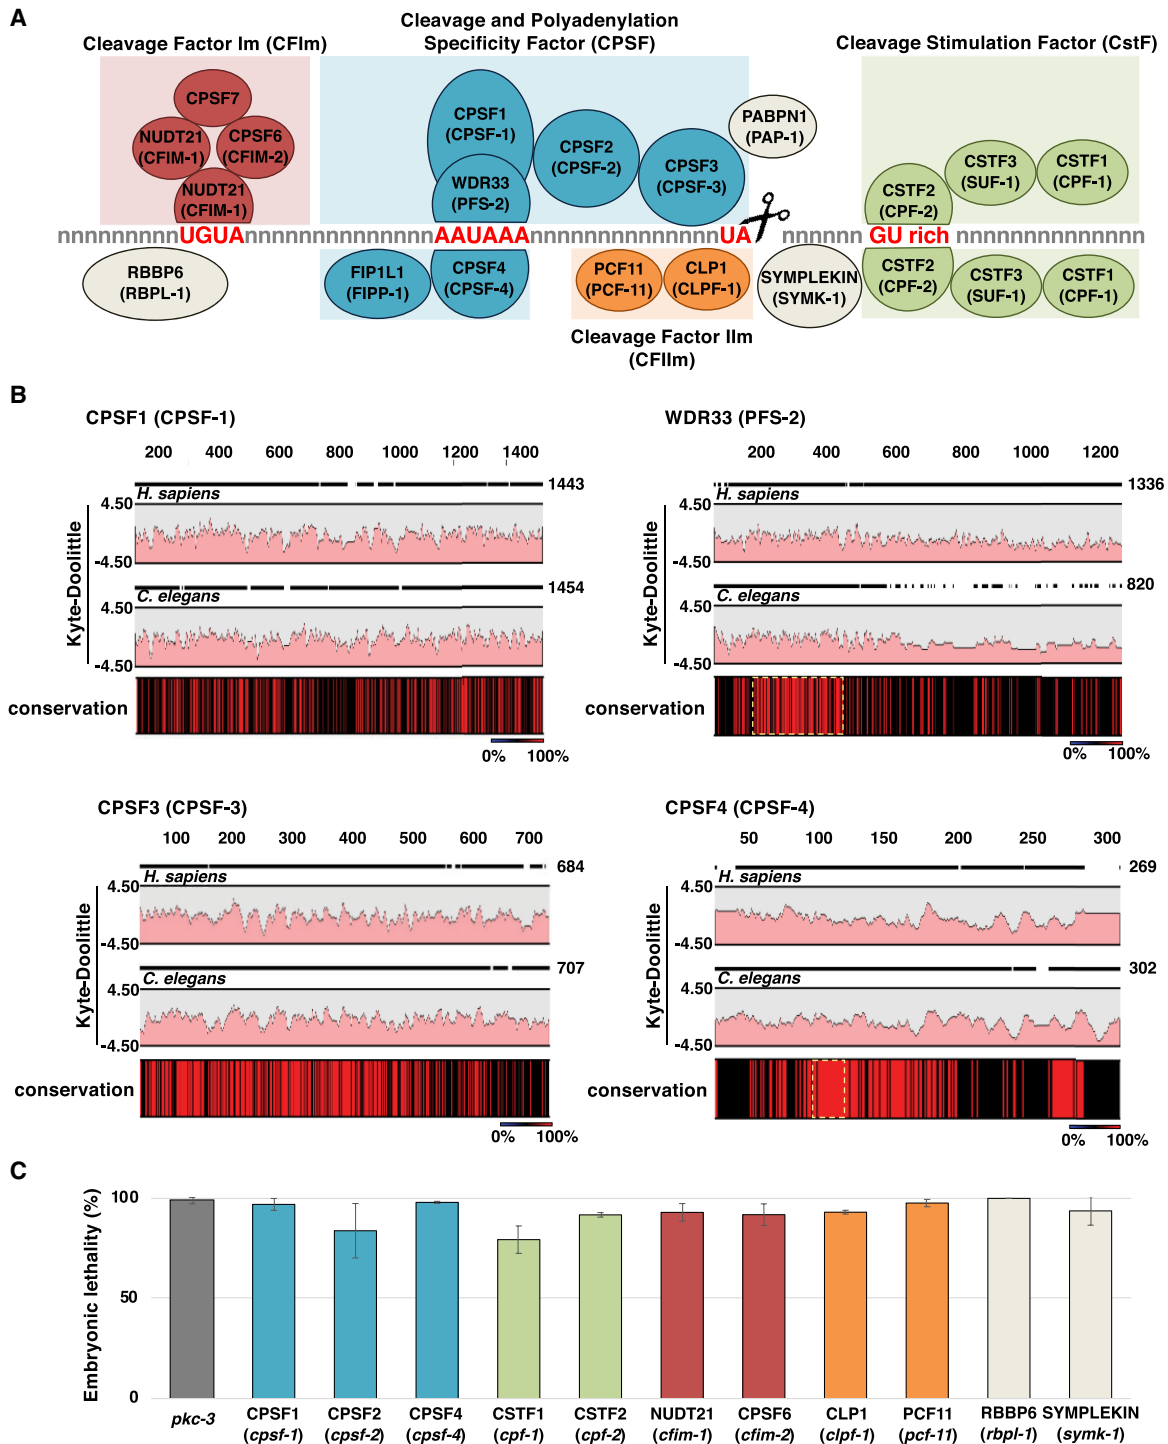 A
Cleavage Factor Im (CFIm)
Cleavage and Polyadenylation
Specificity Factor (CPSF)
Cleavage Stimulation Factor (CstF)
CPSF7
NUDT21
(CFIM-1)
CPSF6
(CFIM-2)
NUDT21
(CFIM-1)
CPSF1
(CPSF-1)
WDR33
(PFS-2)
CPSF2
(CPSF-2)
CPSF3
(CPSF-3)
PABPN1
(PAP-1)
CSTF2
(CPF-2)
CSTF3
(SUF-1)
CSTF1
(CPF-1)
nnnnnnnnnUGUAnnnnnnnnnnnnnnAAUAAAnnnnnnnnnnnnnnUA nnnnnn GU rich nnnnnnnnnnnnnn
RBBP6
(RBPL-1)
FIP1L1
(FIPP-1)
CPSF4
(CPSF-4)
PCF11
(PCF-11)
CLP1
(CLPF-1)
SYMPLEKIN
(SYMK-1)
CSTF2
(CPF-2)
CSTF3
(SUF-1)
CSTF1
(CPF-1)
Cleavage Factor IIm
(CFIIm)
B
CPSF1 (CPSF-1)
200 400 600 800 1000 1200 1400
H. sapiens
1443
4.50
-4.50
Kyte-Doolittle
C. elegans
1454
4.50
-4.50
conservation
0% 100%
WDR33 (PFS-2)
200 400 600 800 1000 1200
H. sapiens
1336
4.50
-4.50
Kyte-Doolittle
C. elegans
820
4.50
-4.50
conservation
0% 100%
CPSF3 (CPSF-3)
100 200 300 400 500 600 700
H. sapiens
684
4.50
-4.50
Kyte-Doolittle
C. elegans
707
4.50
-4.50
conservation
0% 100%
CPSF4 (CPSF-4)
50 100 150 200 250 300
H. sapiens
269
4.50
-4.50
Kyte-Doolittle
C. elegans
302
4.50
-4.50
conservation
0% 100%
C
Embryonic lethality (%)
100
50
0
pkc-3
CPSF1
(cpsf-1)
CPSF2
(cpsf-2)
CPSF4
(cpsf-4)
CSTF1
(cpf-1)
CSTF2
(cpf-2)
NUDT21
(cfim-1)
CPSF6
(cfim-2)
CLP1
(clpf-1)
PCF11
(pcf-11)
RBBP6
(rbpl-1)
SYMPLEKIN
(symk-1)